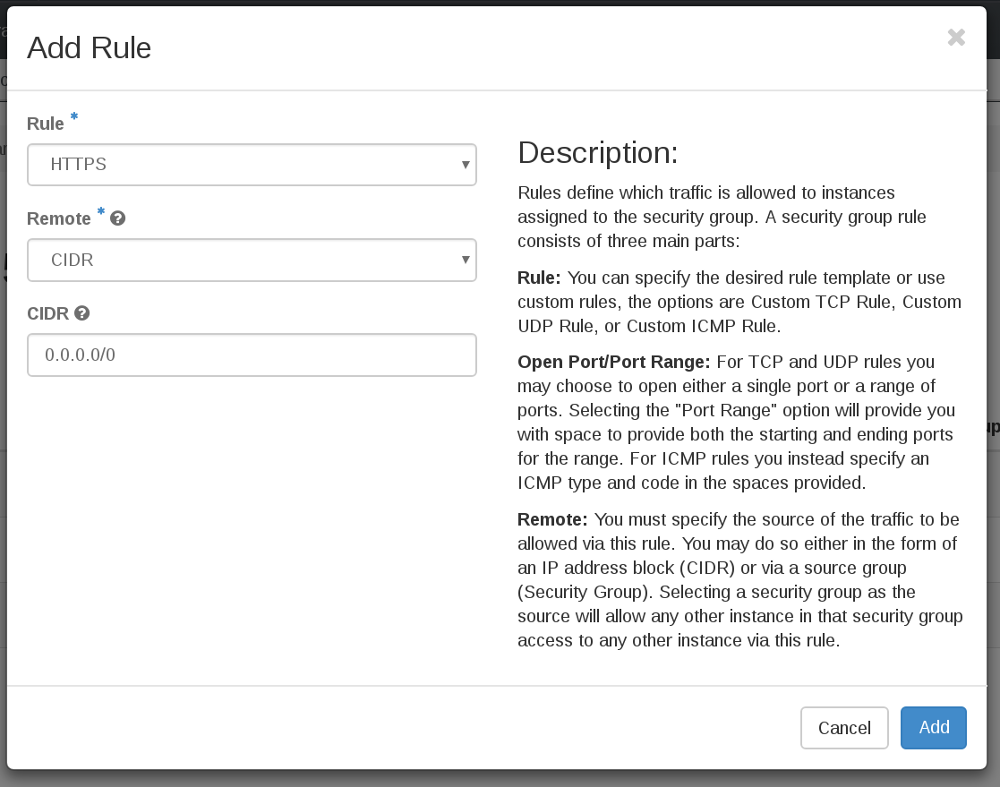 Add Rule
Rule *
HTTPS
Remote *
CIDR
CIDR
0.0.0.0/0
Description:
Rules define which traffic is allowed to instances
assigned to the security group. A security group rule
consists of three main parts:
Rule: You can specify the desired rule template or use
custom rules, the options are Custom TCP Rule, Custom
UDP Rule, or Custom ICMP Rule.
Open Port/Port Range: For TCP and UDP rules you
may choose to open either a single port or a range of
ports. Selecting the "Port Range" option will provide you
with space to provide both the starting and ending ports
for the range. For ICMP rules you instead specify an
ICMP type and code in the spaces provided.
Remote: You must specify the source of the traffic to be
allowed via this rule. You may do so either in the form of
an IP address block (CIDR) or via a source group
(Security Group). Selecting a security group as the
source will allow any other instance in that security group
access to any other instance via this rule.
Cancel
Add